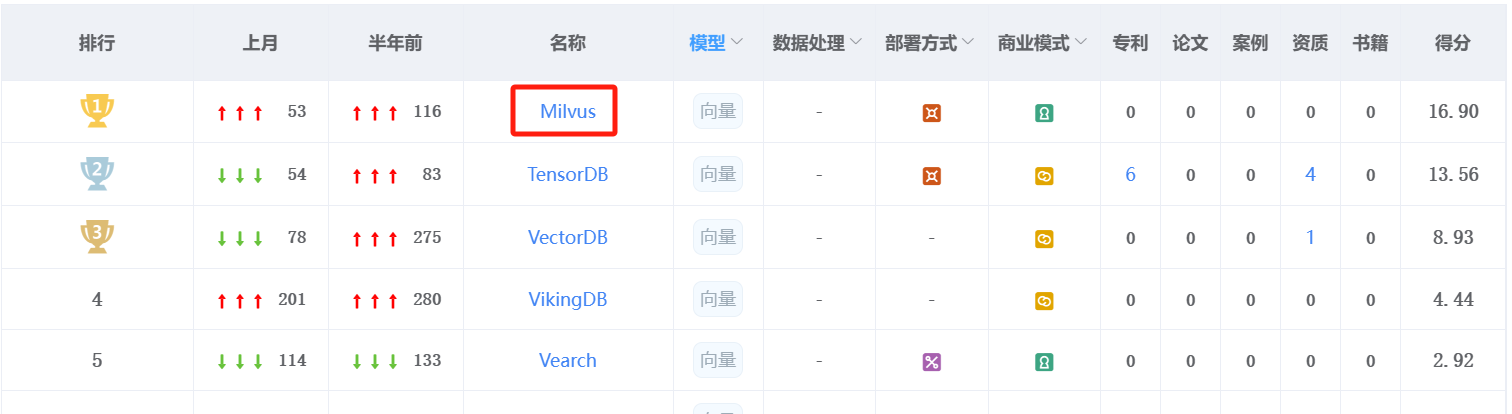 排行 上月 半年前 名称 模型 数据处理 部署方式 商业模式 专利 论文 案例 资质 书籍 得分
1 ↑↑↑ 53 ↑↑↑ 116 Milvus 向量 - 0 0 0 0 0 16.90
2 ↓↓↓ 54 ↑↑↑ 83 TensorDB 向量 - 6 0 0 4 0 13.56
3 ↓↓↓ 78 ↑↑↑ 275 VectorDB 向量 - - 0 0 0 1 0 8.93
4 ↑↑↑ 201 ↑↑↑ 280 VikingDB 向量 - - 0 0 0 0 0 4.44
5 ↓↓↓ 114 ↓↓↓ 133 Vearch 向量 - 0 0 0 0 0 2.92